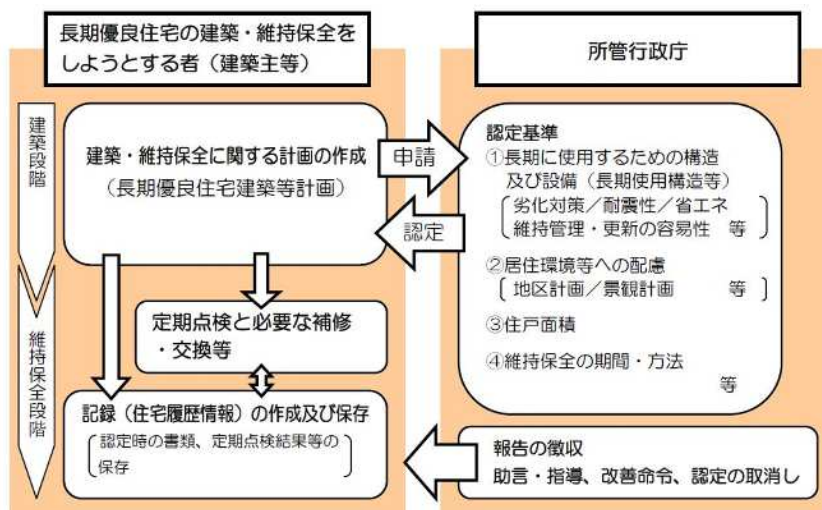 長期優良住宅の建築・維持保全を
しようとする者（建築主等）
所管行政庁
建築段階
維持保全段階
建築・維持保全に関する計画の作成
（長期優良住宅建築等計画）
申請
認定
定期点検と必要な補修
・交換等
記録（住宅履歴情報）の作成及び保存
認定時の書類、定期点検結果等の
保存
認定基準
①長期に使用するための構造
及び設備（長期使用構造等）
劣化対策／耐震性／省エネ
維持管理・更新の容易性　等
②居住環境等への配慮
地区計画／景観計画　等
③住戸面積
④維持保全の期間・方法
等
報告の徴収
助言・指導、改善命令、認定の取消し